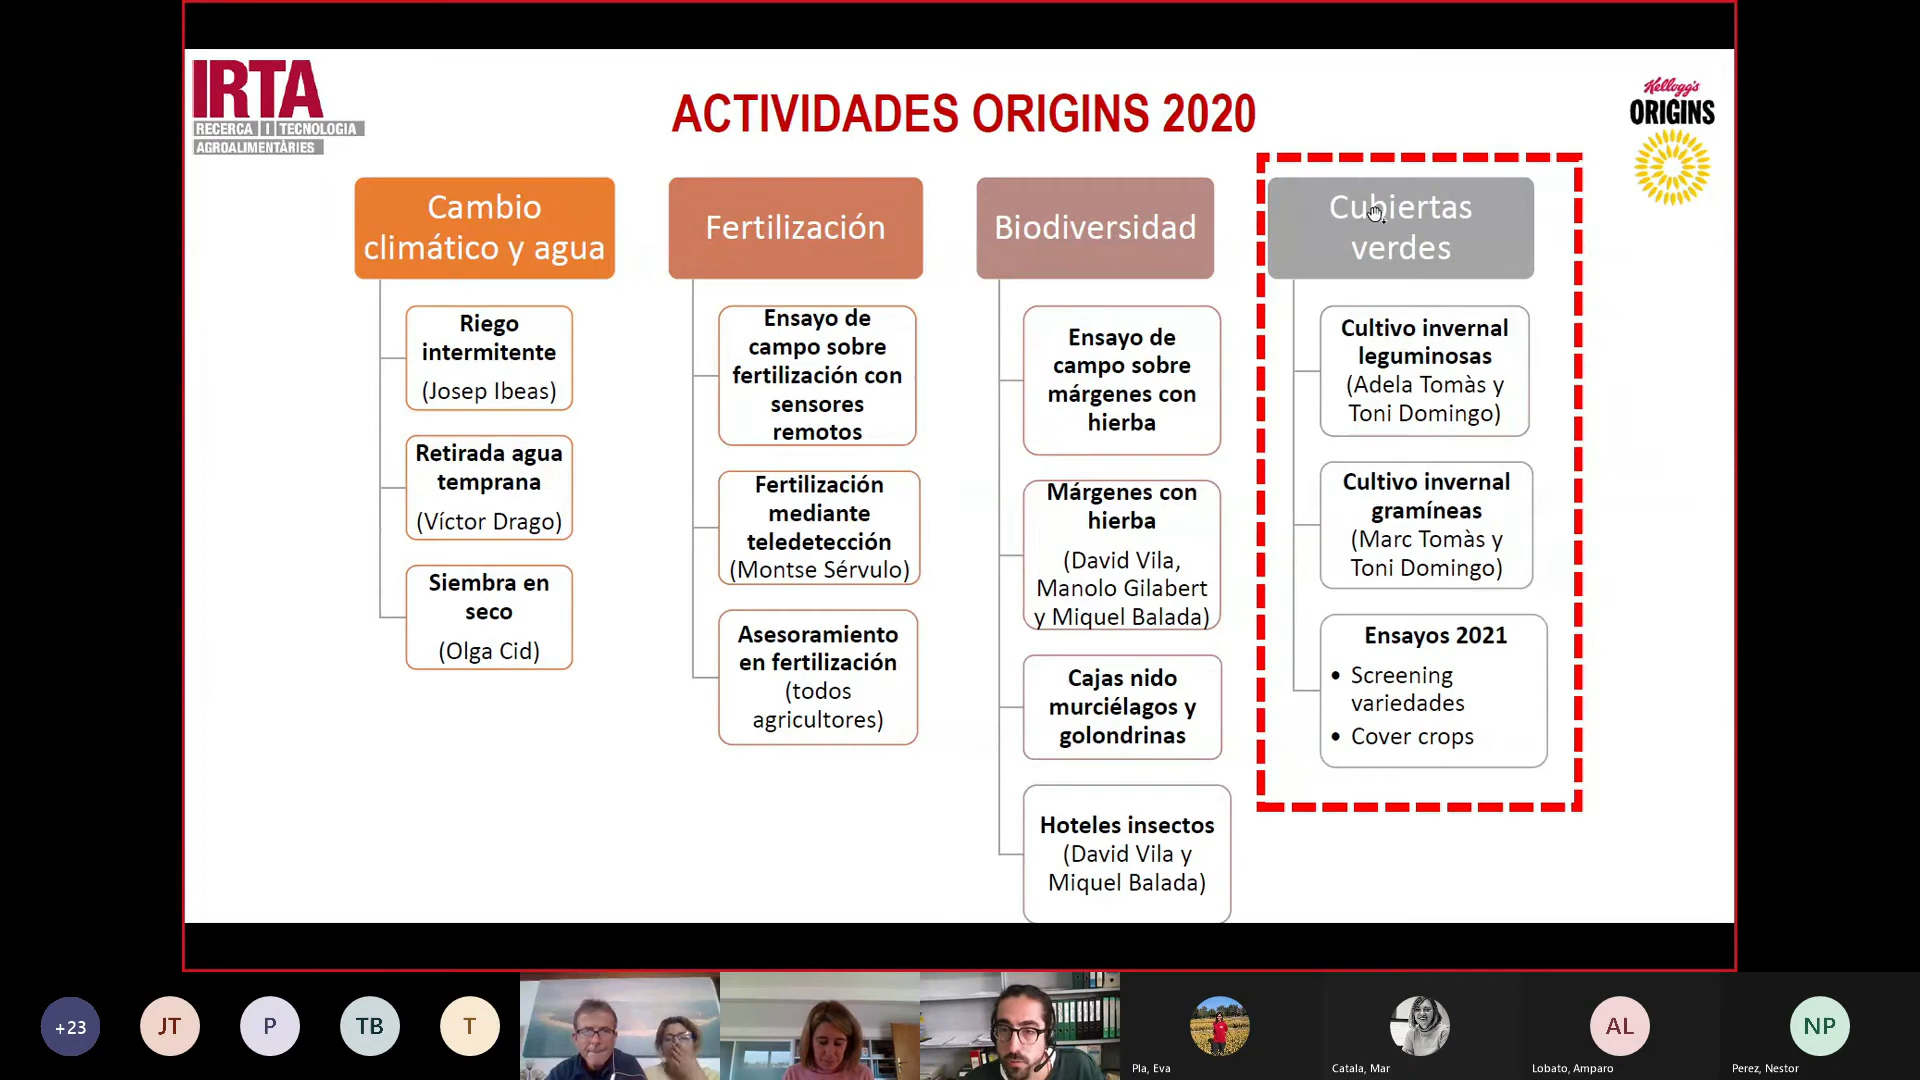 IRTA
RECERCA I TECNOLOGIA
AGROALIMENTÀRIES
ACTIVIDADES ORIGINS 2020
Kellogg's
ORIGINS
Cambio
climático y agua
Riego
intermitente
(Josep Ibeas)
Retirada agua
temprana
(Víctor Drago)
Siembra en
seco
(Olga Cid)
Fertilización
Ensayo de
campo sobre
fertilización con
sensores
remotos
Fertilización
mediante
teledetección
(Montse Sérvulo)
Asesoramiento
en fertilización
(todos
agricultores)
Biodiversidad
Ensayo de
campo sobre
márgenes con
hierba
Márgenes con
hierba
(David Vila,
Manolo Gilabert
y Miquel Balada)
Cajas nido
murciélagos y
golondrinas
Hoteles insectos
(David Vila y
Miquel Balada)
Cubiertas
verdes
Cultivo invernal
leguminosas
(Adela Tomàs y
Toni Domingo)
Cultivo invernal
gramíneas
(Marc Tomàs y
Toni Domingo)
Ensayos 2021
• Screening
variedades
• Cover crops
+23
JT
P
TB
T
Pla, Eva
Catala, Mar
AL
Lobato, Amparo
NP
Perez, Nestor